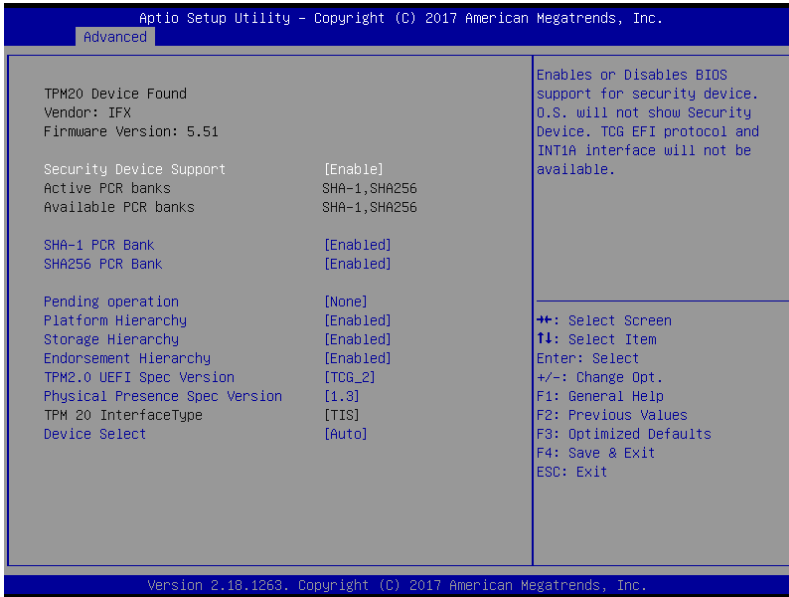 Aptio Setup Utility – Copyright (C) 2017 American Megatrends, Inc.
Advanced
TPM20 Device Found
Vendor: IFX
Firmware Version: 5.51
Security Device Support [Enable]
Active PCR banks SHA-1,SHA256
Available PCR banks SHA-1,SHA256
SHA-1 PCR Bank [Enabled]
SHA256 PCR Bank [Enabled]
Pending operation [None]
Platform Hierarchy [Enabled]
Storage Hierarchy [Enabled]
Endorsement Hierarchy [Enabled]
TPM2.0 UEFI Spec Version [TCG_2]
Physical Presence Spec Version [1.3]
TPM 20 InterfaceType [TIS]
Device Select [Auto]
Enables or Disables BIOS
support for security device.
O.S. will not show Security
Device. TCG EFI protocol and
INT1A interface will not be
available.
→←: Select Screen
↑↓: Select Item
Enter: Select
+/-: Change Opt.
F1: General Help
F2: Previous Values
F3: Optimized Defaults
F4: Save & Exit
ESC: Exit
Version 2.18.1263. Copyright (C) 2017 American Megatrends, Inc.